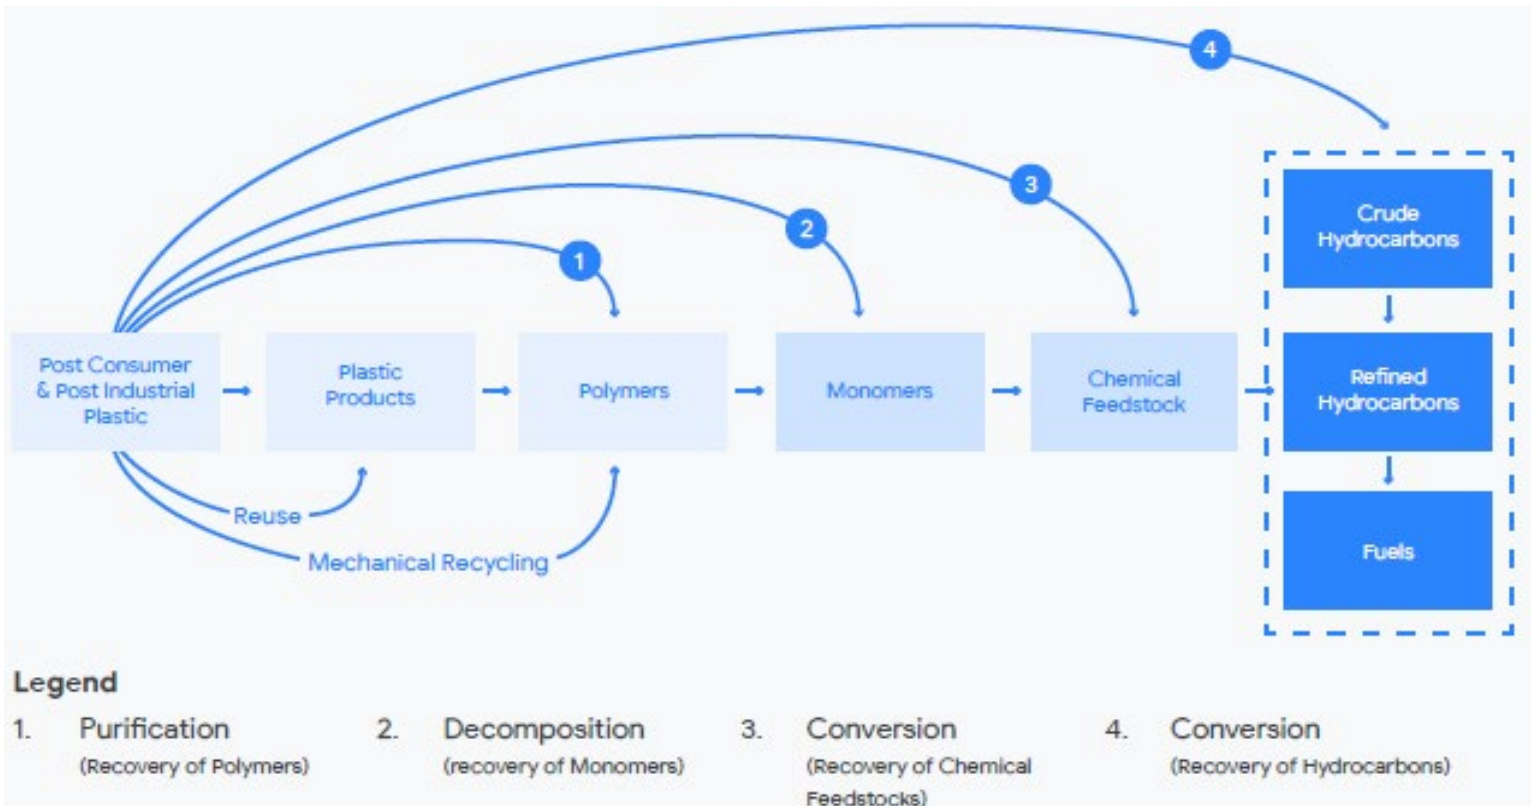 4
3
2
1
Crude
Hydrocarbons
Post Consumer
& Post Industrial
Plastic
Plastic
Products
Polymers
Monomers
Chemical
Feedstock
Refined
Hydrocarbons
Reuse
Mechanical Recycling
Fuels
Legend
1. Purification
(Recovery of Polymers)
2. Decomposition
(recovery of Monomers)
3. Conversion
(Recovery of Chemical
Feedstocks)
4. Conversion
(Recovery of Hydrocarbons)